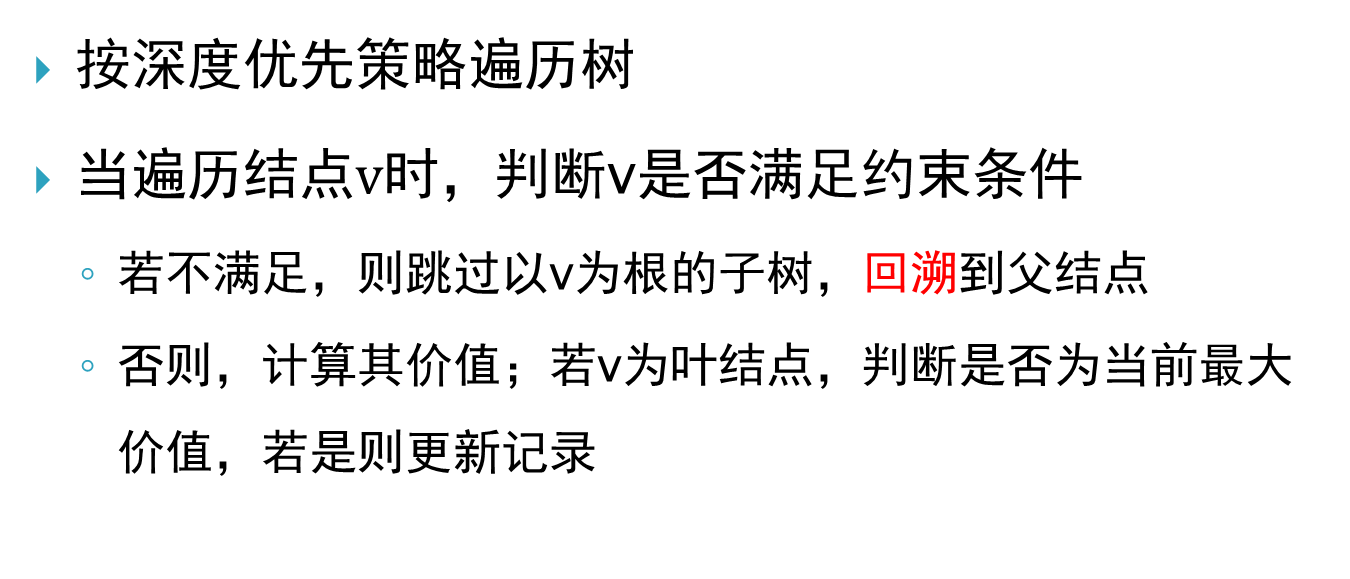 按深度优先策略遍历树
当遍历结点v时，判断v是否满足约束条件
若不满足，则跳过以v为根的子树，回溯到父结点
否则，计算其价值；若v为叶结点，判断是否为当前最大
价值，若是则更新记录